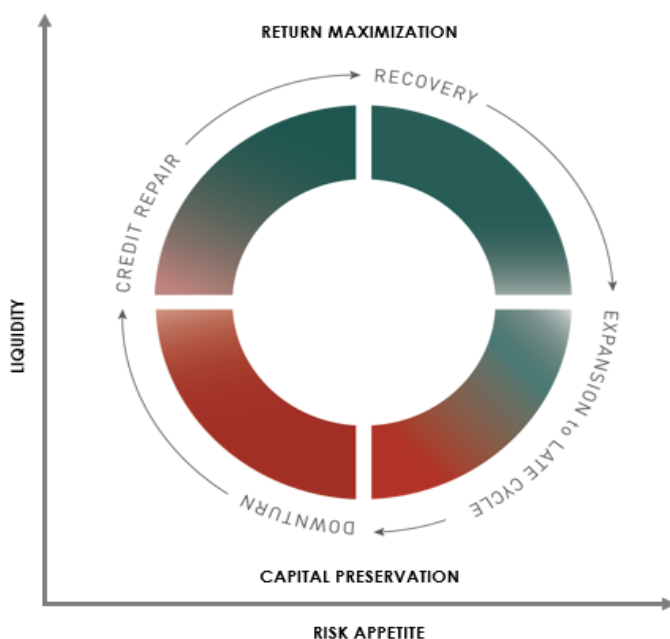 RETURN MAXIMIZATION
RECOVERY
CREDIT REPAIR
LIQUIDITY
EXPANSION to LATE CYCLE
DOWNTURN
CAPITAL PRESERVATION
RISK APPETITE